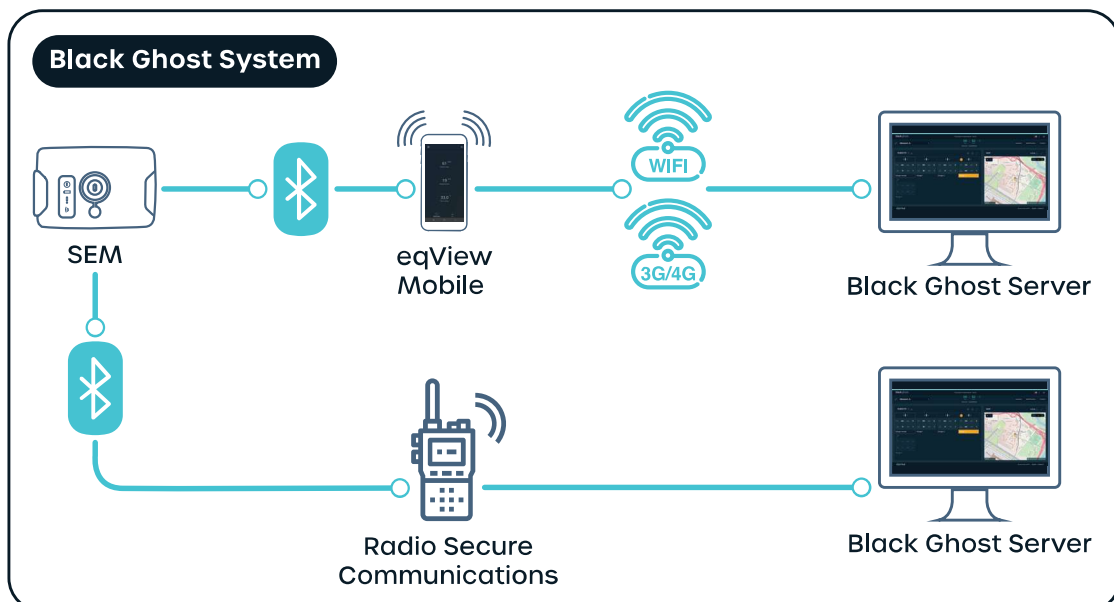 Black Ghost System
WIFI
3G/4G
SEM
eqView
Mobile
Black Ghost Server
Radio Secure
Communications
Black Ghost Server